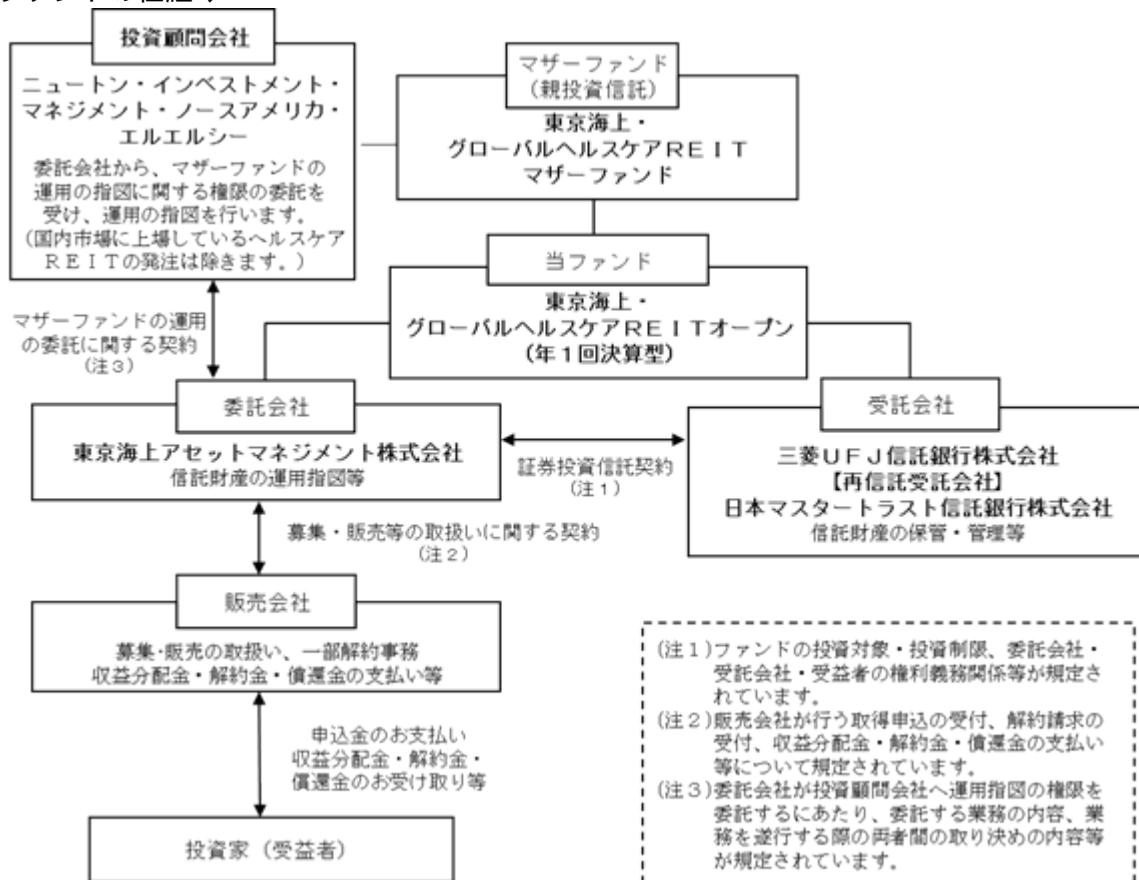 投資顧問会社
ニュートン・インベストメント・
マネジメント・ノースアメリカ・
エルエルシー
委託会社から、マザーファンドの
運用の指図に関する権限の委託を
受け、運用の指図を行います。
(国内市場に上場しているヘルスケア
REITの発注は除きます。)
マザーファンド
(親投資信託)
東京海上・
グローバルヘルスケアREIT
マザーファンド
当ファンド
東京海上・
グローバルヘルスケアREITオープン
(年1回決算型)
マザーファンドの運用
の委託に関する契約
(注3)
委託会社
東京海上アセットマネジメント株式会社
信託財産の運用指図等
証券投資信託契約
(注1)
受託会社
三菱UFJ信託銀行株式会社
【再信託受託会社】
日本マスタートラスト信託銀行株式会社
信託財産の保管・管理等
募集・販売等の取扱いに関する契約
(注2)
販売会社
募集・販売の取扱い、一部解約事務
収益分配金・解約金・償還金の支払い等
申込金のお支払い
収益分配金・解約金・
償還金のお受け取り等
投資家(受益者)
(注1)ファンドの投資対象・投資制限、委託会社・
受託会社・受益者の権利義務関係等が規定さ
れています。
(注2)販売会社が行う取得申込の受付、解約請求の
受付、収益分配金・解約金・償還金の支払い
等について規定されています。
(注3)委託会社が投資顧問会社へ運用指図の権限を
委託するにあたり、委託する業務の内容、業
務を遂行する際の両者間の取り決めの内容等
が規定されています。